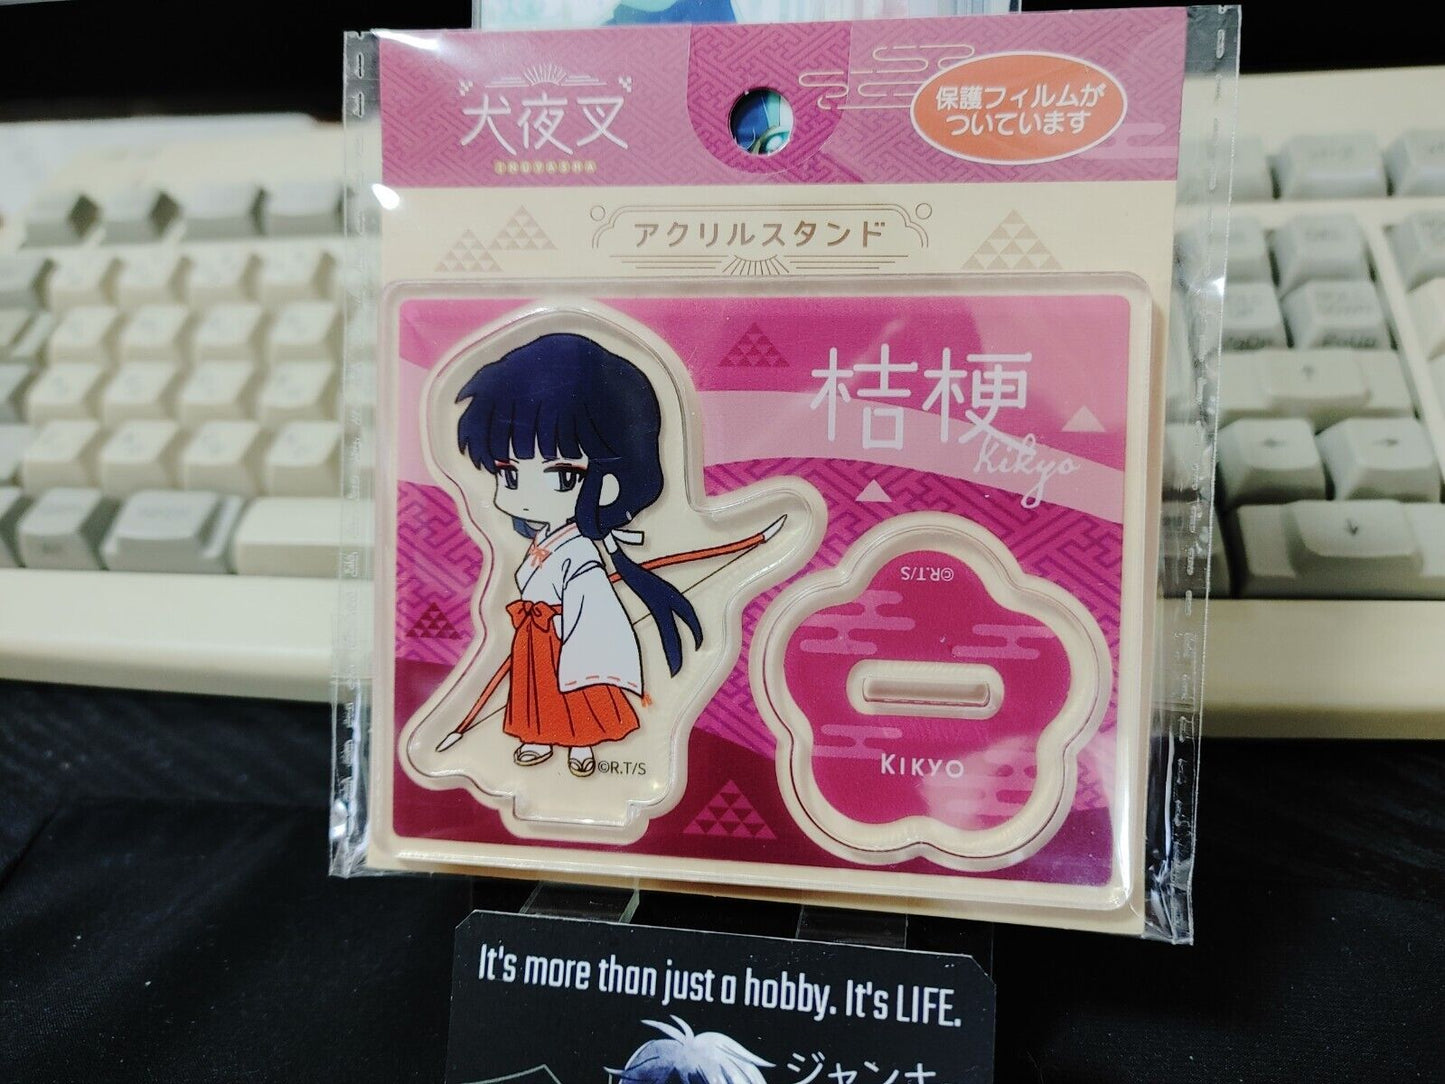 犬夜叉
INUYASHA
保護フィルムが
ついています
アクリルスタンド
桔梗
Kikyo
©R.T/S
KIKYO
©R.T/S
It's more than just a hobby. It's LIFE.